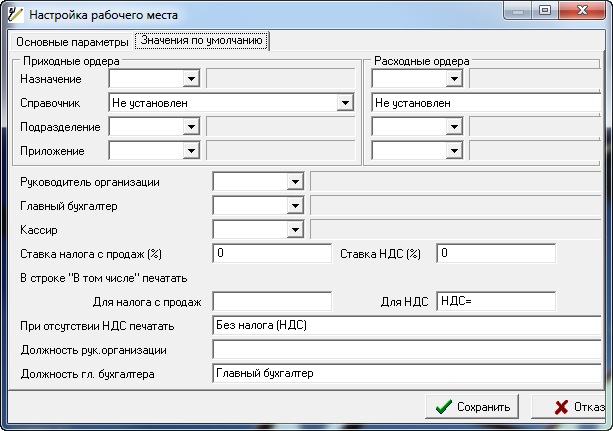 Настройка рабочего места
Основные параметры Значения по умолчанию
Приходные ордера Расходные ордера
Назначение
Справочник Не установлен Не установлен
Подразделение
Приложение
Руководитель организации
Главный бухгалтер
Кассир
Ставка налога с продаж (%) 0 Ставка НДС (%) 0
В строке "В том числе" печатать
Для налога с продаж Для НДС НДС=
При отсутствии НДС печатать Без налога (НДС)
Должность рук.организации
Должность гл. бухгалтера Главный бухгалтер
Сохранить Отказ